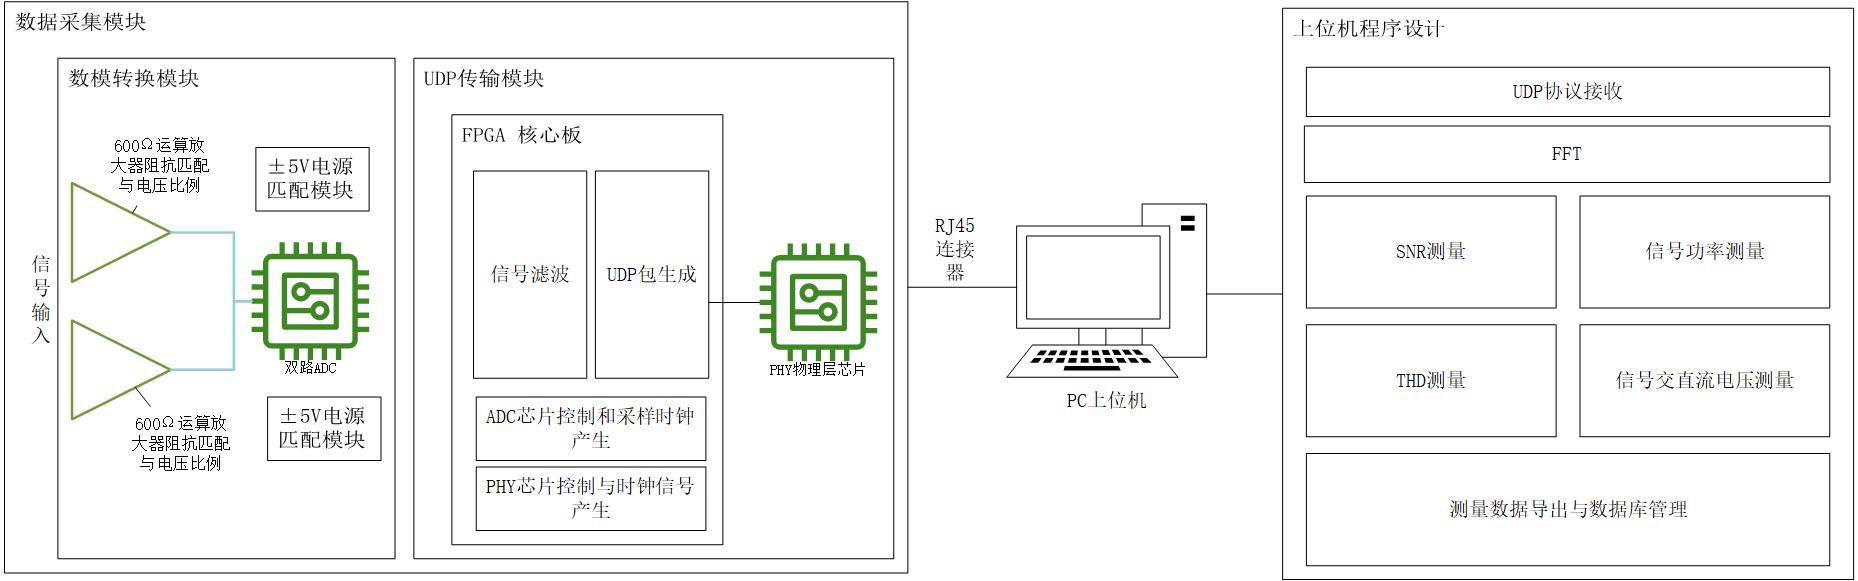 数据采集模块
数模转换模块
600Ω运算放
大器阻抗匹配
与电压比例
±5V电源
匹配模块
信
号
输
入
双路ADC
600Ω运算放
大器阻抗匹配
与电压比例
±5V电源
匹配模块
UDP传输模块
FPGA 核心板
信号滤波
UDP包生成
ADC芯片控制和采样时钟
产生
PHY芯片控制与时钟信号
产生
PHY物理层芯片
RJ45
连接
器
PC上位机
上位机程序设计
UDP协议接收
FFT
SNR测量
信号功率测量
THD测量
信号交直流电压测量
测量数据导出与数据库管理